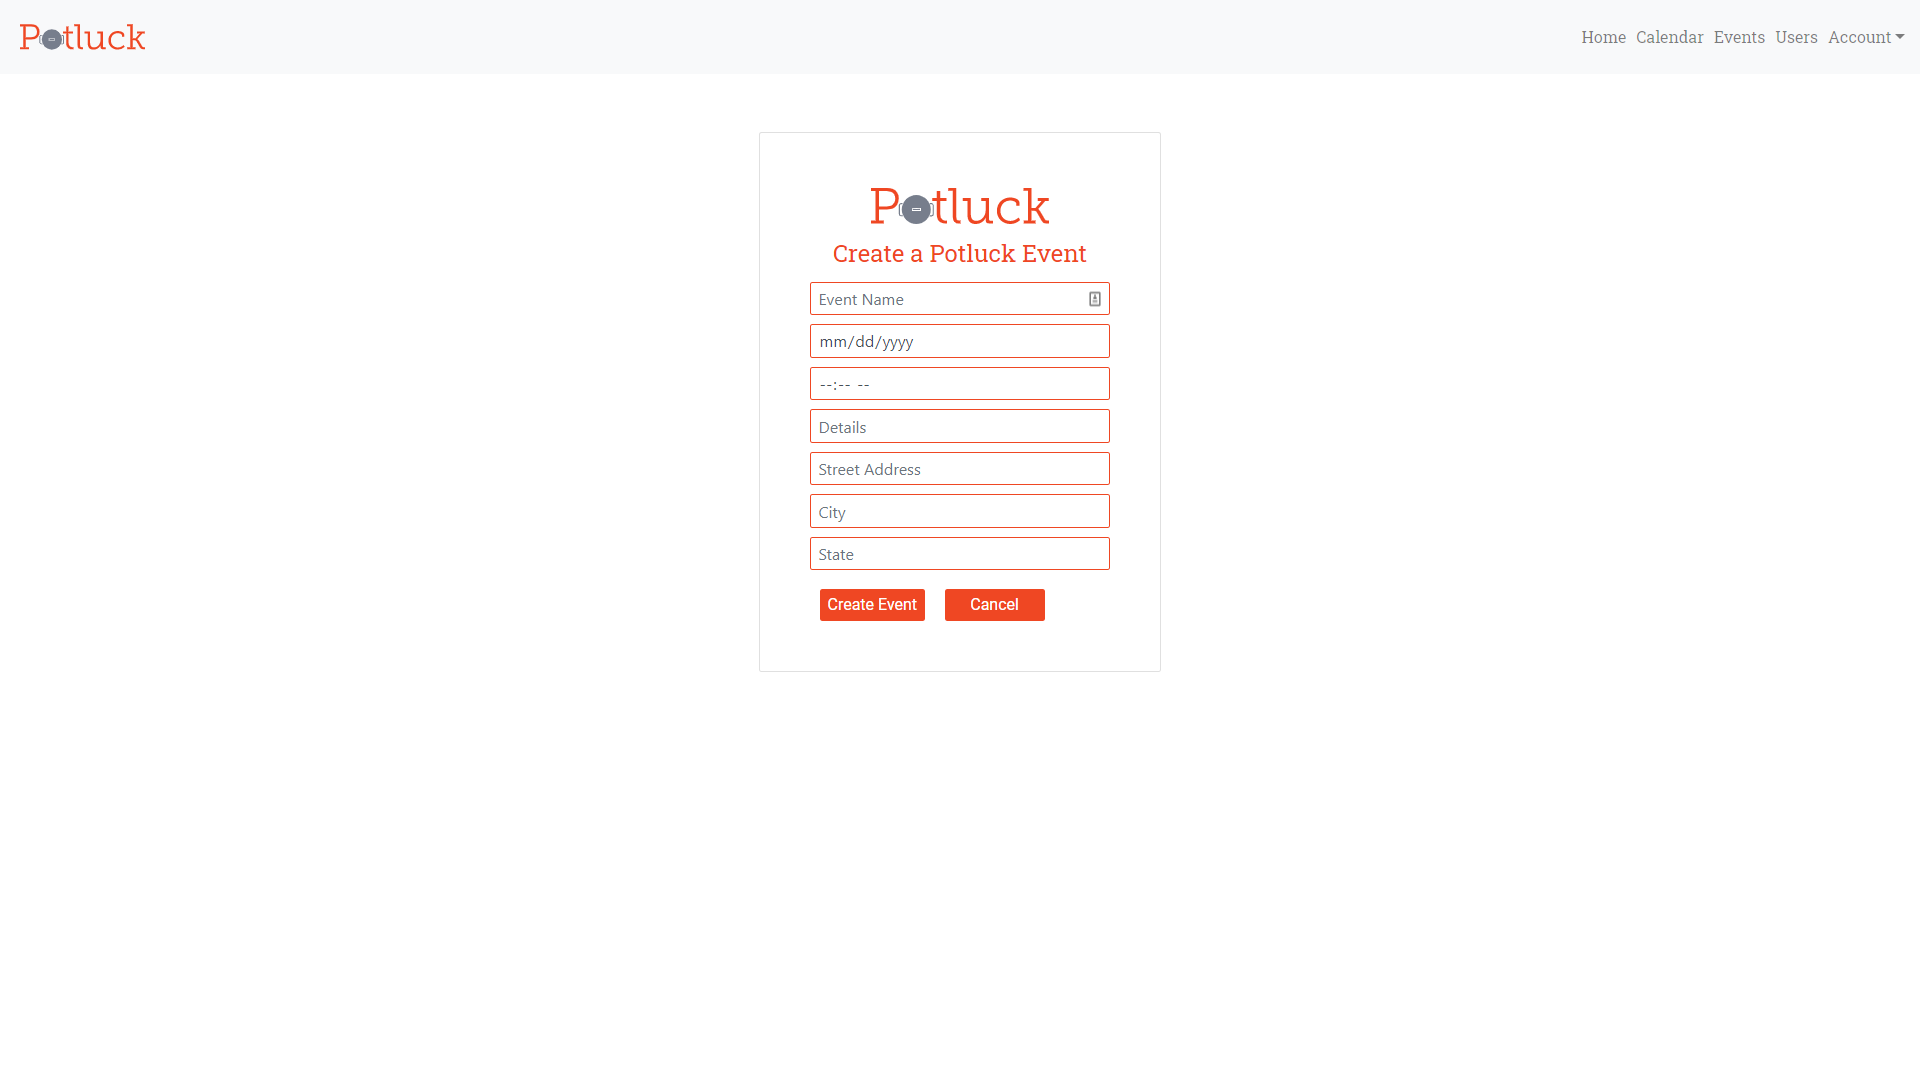 Potluck
Home Calendar Events Users Account
Potluck
Create a Potluck Event
Event Name
mm/dd/yyyy
--:-- --
Details
Street Address
City
State
Create Event Cancel